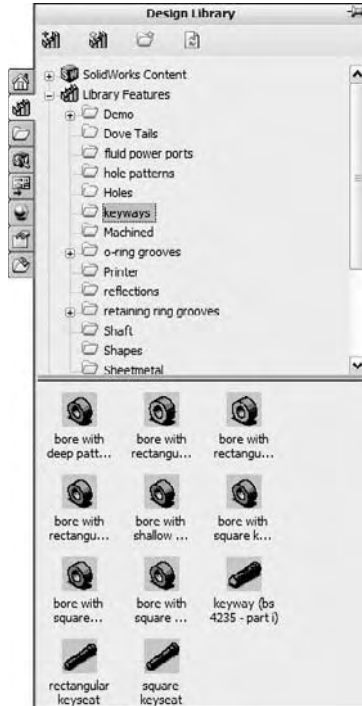 Design Library
SolidWorks Content
Library Features
Demo
Dove Tails
fluid power ports
hole patterns
Holes
keyways
Machined
o-ring grooves
Printer
reflections
retaining ring grooves
Shaft
Shapes
Sheetmetal
bore with
deep patt...
bore with
rectangu...
bore with
rectangu...
bore with
rectangu...
bore with
shallow ...
bore with
square k...
bore with
square...
bore with
square ...
keyway (bs
4235 - part i)
rectangular
keyseat
square
keyseat